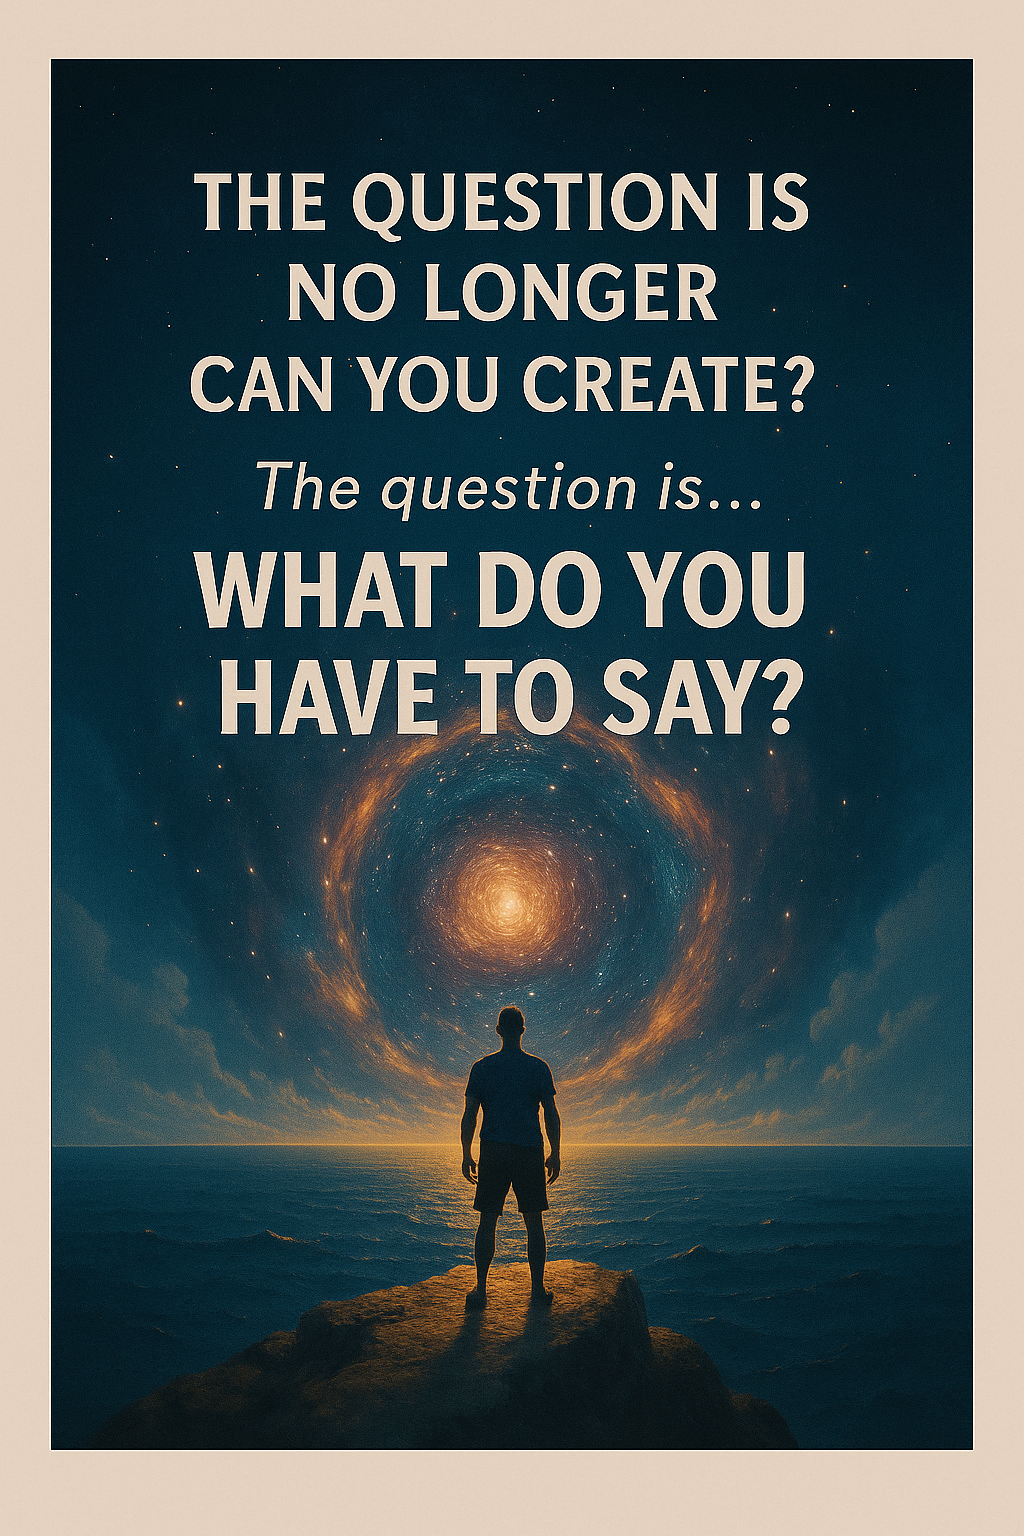 THE QUESTION IS
NO LONGER
CAN YOU CREATE?
The question is...
WHAT DO YOU
HAVE TO SAY?